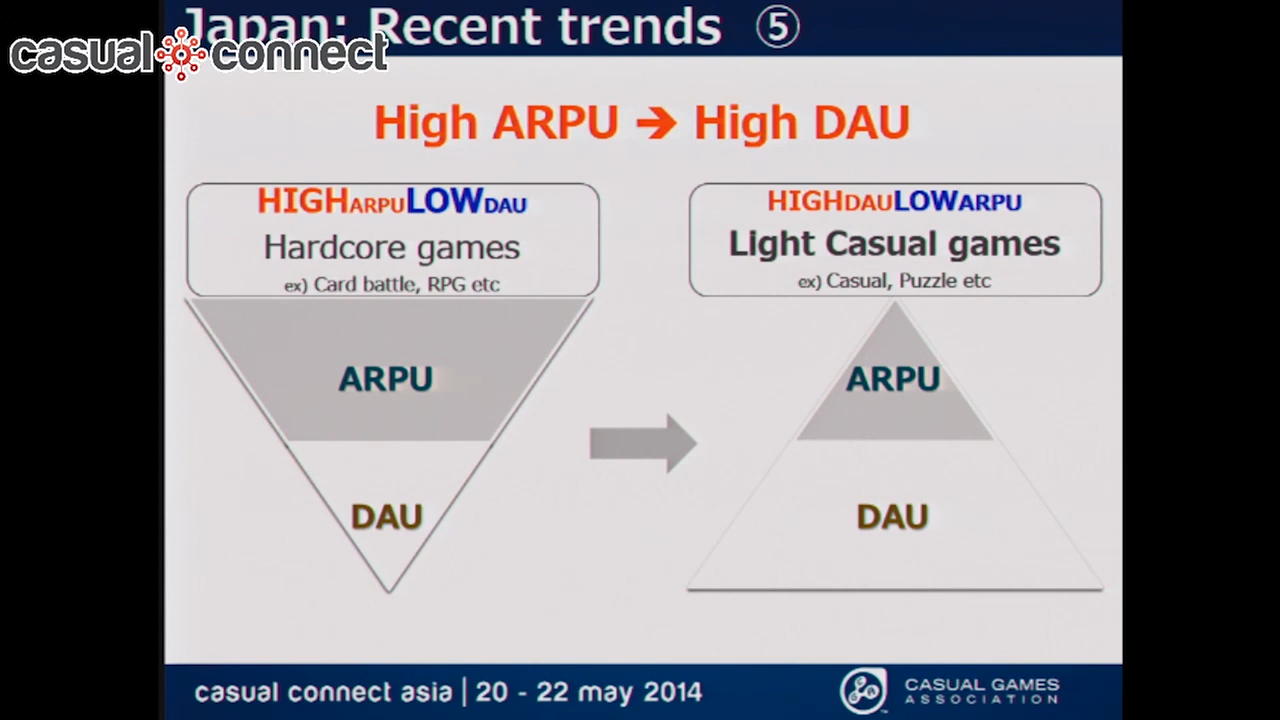 Japan: Recent trends ⑤
casual connect
High ARPU ➔ High DAU
HIGHARPULOWDAU
Hardcore games
ex) Card battle, RPG etc
HIGHDAULOWARPU
Light Casual games
ex) Casual, Puzzle etc
ARPU
DAU
ARPU
DAU
casual connect asia | 20 - 22 may 2014
CASUAL GAMES
ASSOCIATION